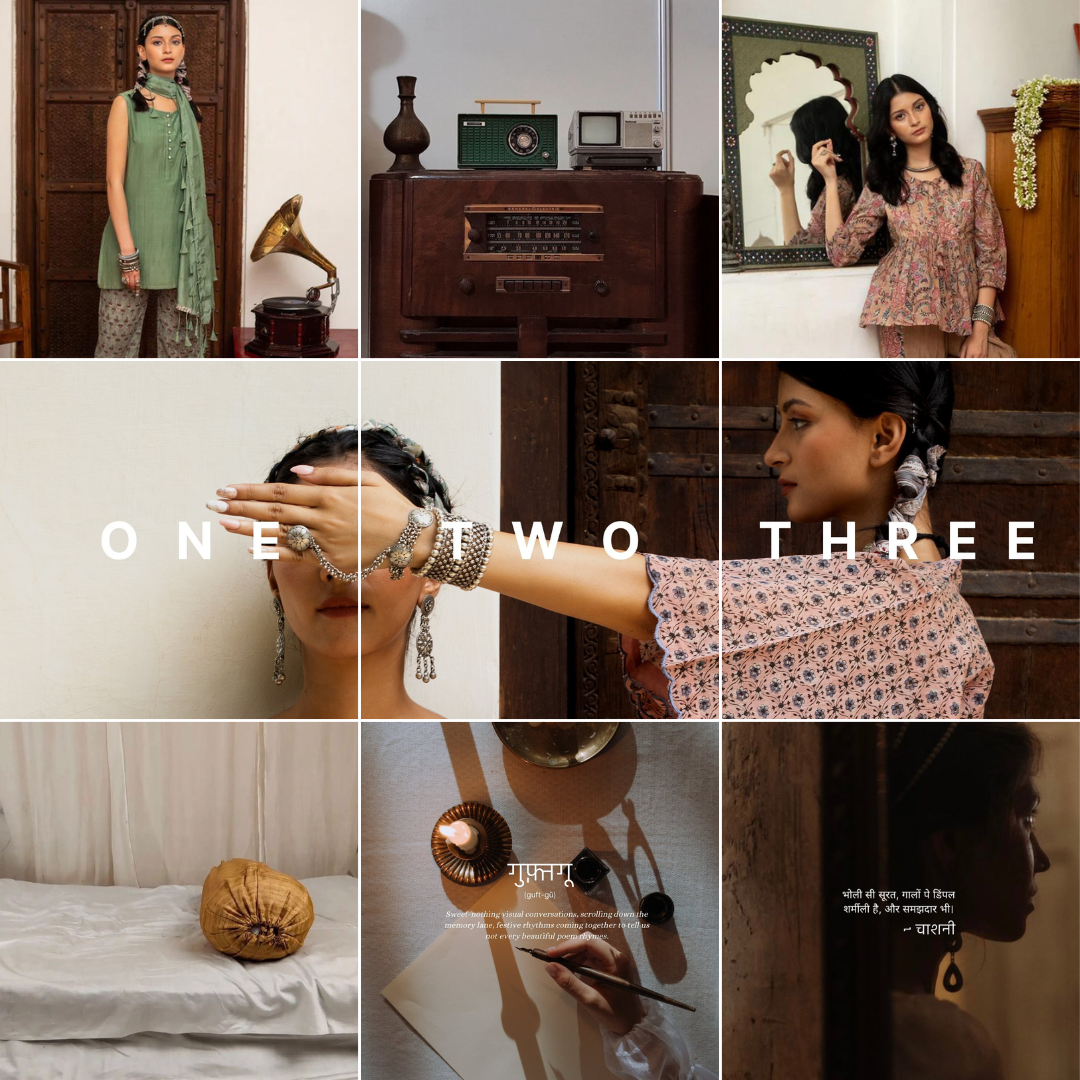 ONE TWO THREE
गुफ़्तगू
(guft-gū)
Sweet-nothing visual conversations, scrolling down the
memory lane, festive rhythms coming together to tell us
not every beautiful poem rhymes.
भोली सी सूरत, गालों पे डिंपल
शर्मीली है, और समझदार भी|
~ चाशनी